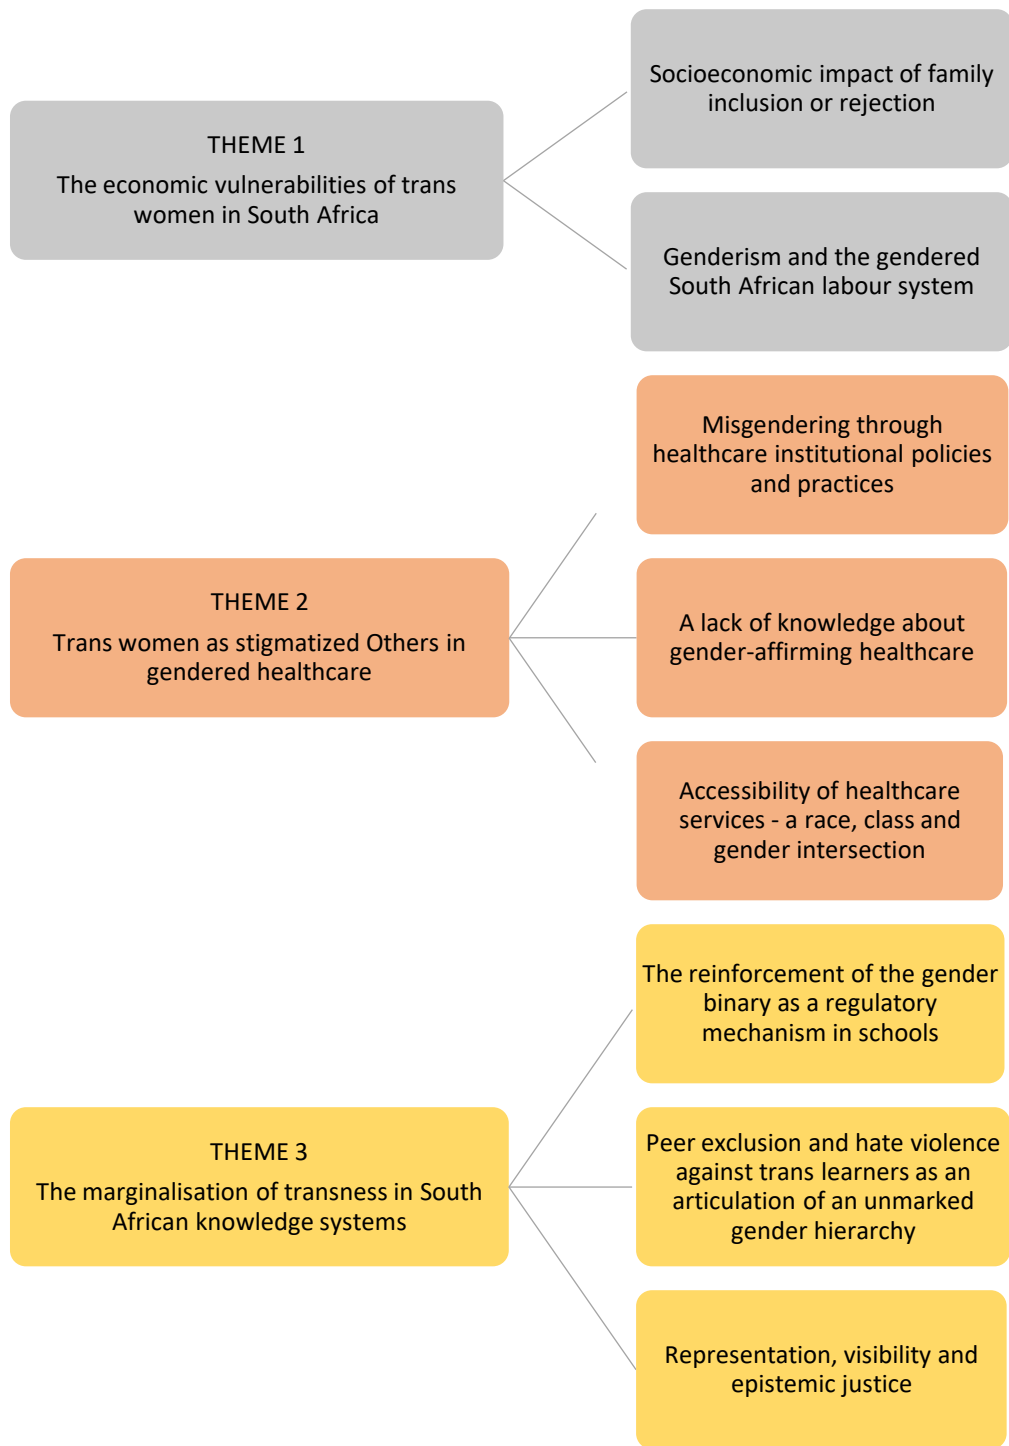 THEME 1
The economic vulnerabilities of trans
women in South Africa
Socioeconomic impact of family
inclusion or rejection
Genderism and the gendered
South African labour system
THEME 2
Trans women as stigmatized Others in
gendered healthcare
Misgendering through
healthcare institutional policies
and practices
A lack of knowledge about
gender-affirming healthcare
Accessibility of healthcare
services - a race, class and
gender intersection
THEME 3
The marginalisation of transness in South
African knowledge systems
The reinforcement of the gender
binary as a regulatory
mechanism in schools
Peer exclusion and hate violence
against trans learners as an
articulation of an unmarked
gender hierarchy
Representation, visibility and
epistemic justice